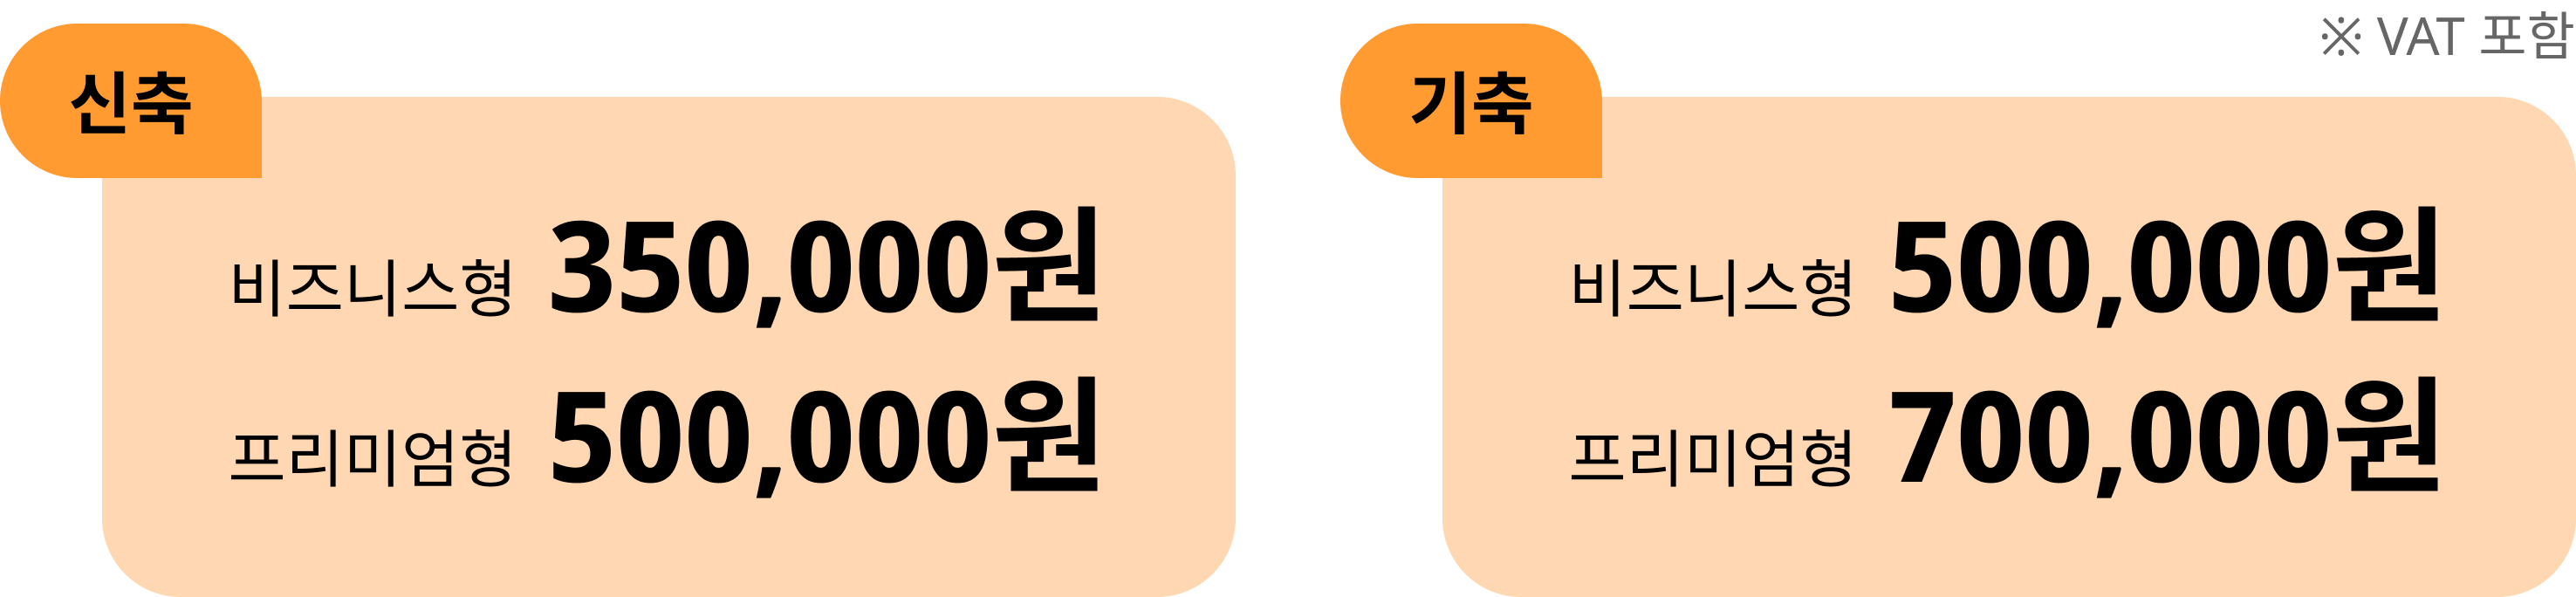 ※ VAT 포함
신축
비즈니스형 350,000원
프리미엄형 500,000원
기축
비즈니스형 500,000원
프리미엄형 700,000원